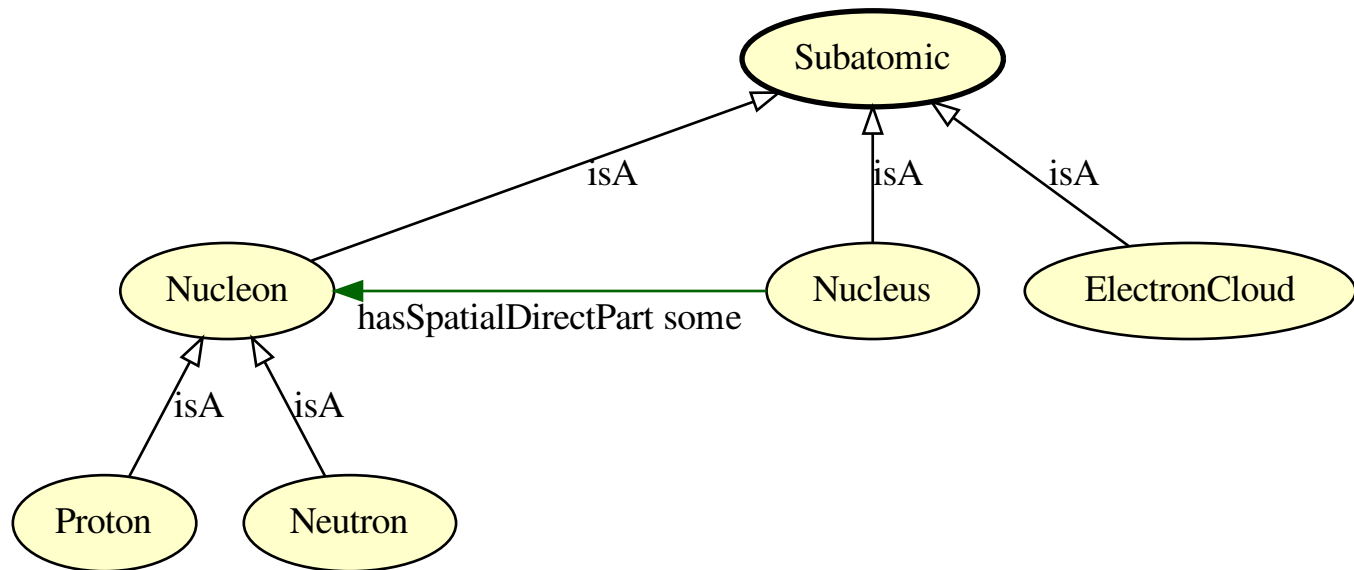 Subatomic
isA
isA
isA
Nucleon
hasSpatialDirectPart some
Nucleus
ElectronCloud
isA
isA
Proton
Neutron